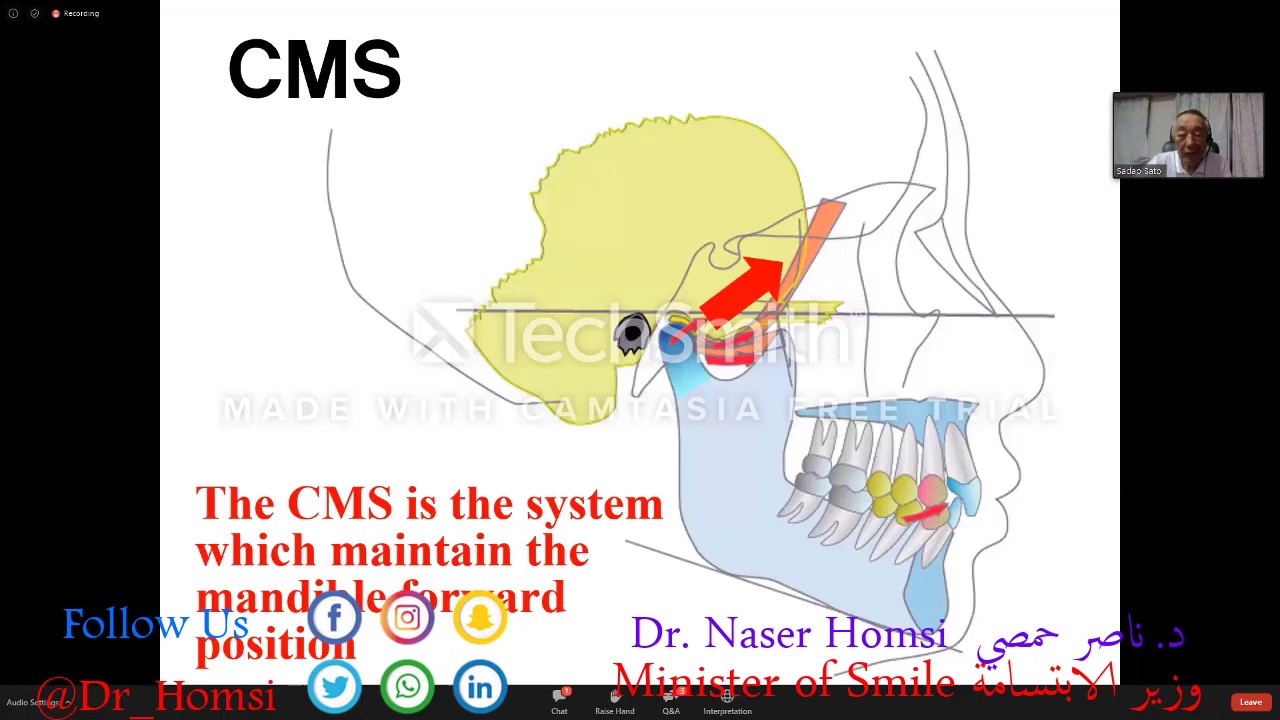 Recording
CMS
Sadao Sato
TechSmith
MADE WITH CAMTASIA FREE TRIAL
The CMS is the system
which maintain the
mandible forward
position
Follow Us
@Dr_Homsi
Dr. Naser Homsi د. ناصر حمصي
Minister of Smile وزير الابتسامة
Audio Settings
Chat
1
Raise Hand
Q&A
3
Interpretation
Leave